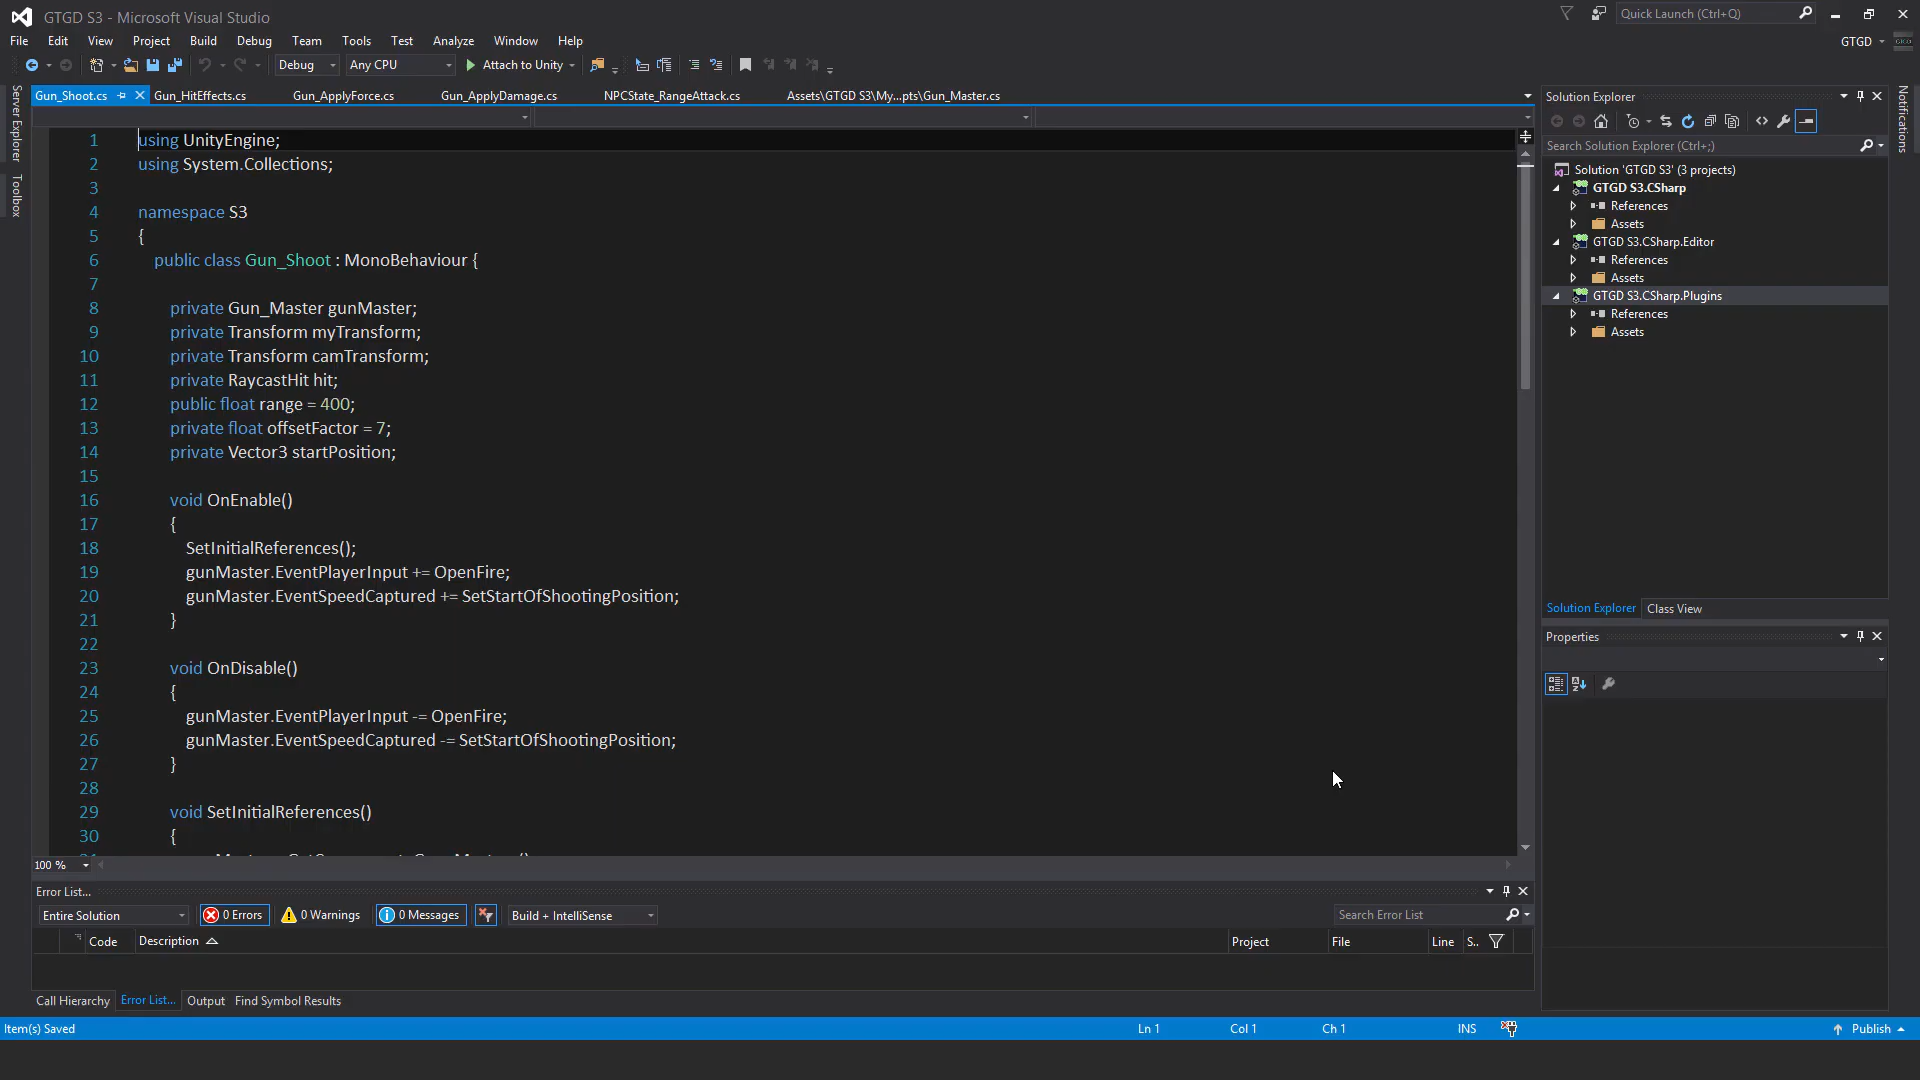 GTGD S3 - Microsoft Visual Studio
Quick Launch (Ctrl+Q)
File Edit View Project Build Debug Team Tools Test Analyze Window Help
GTGD
Debug Any CPU Attach to Unity
Server Explorer
Toolbox
Notifications
Gun_Shoot.cs Gun_HitEffects.cs Gun_ApplyForce.cs Gun_ApplyDamage.cs NPCState_RangeAttack.cs Assets\GTGD S3\My...pts\Gun_Master.cs
1 using UnityEngine;
2 using System.Collections;
3
4 namespace S3
5 {
6 public class Gun_Shoot : MonoBehaviour {
7
8 private Gun_Master gunMaster;
9 private Transform myTransform;
10 private Transform camTransform;
11 private RaycastHit hit;
12 public float range = 400;
13 private float offsetFactor = 7;
14 private Vector3 startPosition;
15
16 void OnEnable()
17 {
18 SetInitialReferences();
19 gunMaster.EventPlayerInput += OpenFire;
20 gunMaster.EventSpeedCaptured += SetStartOfShootingPosition;
21 }
22
23 void OnDisable()
24 {
25 gunMaster.EventPlayerInput -= OpenFire;
26 gunMaster.EventSpeedCaptured -= SetStartOfShootingPosition;
27 }
28
29 void SetInitialReferences()
30 {
100 %
Solution Explorer
Search Solution Explorer (Ctrl+;)
Solution 'GTGD S3' (3 projects)
GTGD S3.CSharp
References
Assets
GTGD S3.CSharp.Editor
References
Assets
GTGD S3.CSharp.Plugins
References
Assets
Solution Explorer Class View
Properties
Error List...
Entire Solution 0 Errors 0 Warnings 0 Messages Build + IntelliSense Search Error List
Code Description Project File Line S..
Call Hierarchy Error List... Output Find Symbol Results
Item(s) Saved Ln 1 Col 1 Ch 1 INS Publish